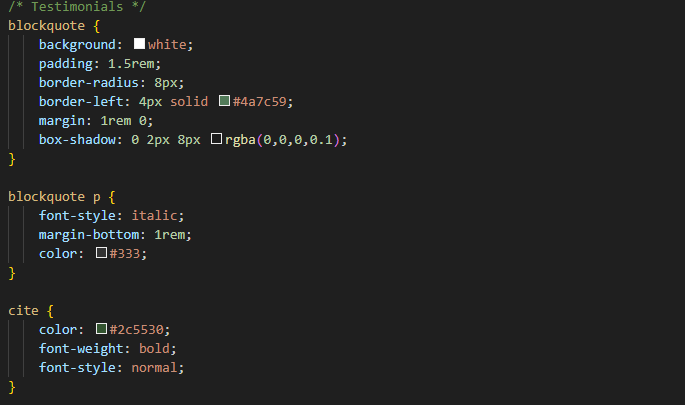 /* Testimonials */
blockquote {
    background: white;
    padding: 1.5rem;
    border-radius: 8px;
    border-left: 4px solid #4a7c59;
    margin: 1rem 0;
    box-shadow: 0 2px 8px rgba(0,0,0,0.1);
}

blockquote p {
    font-style: italic;
    margin-bottom: 1rem;
    color: #333;
}

cite {
    color: #2c5530;
    font-weight: bold;
    font-style: normal;
}